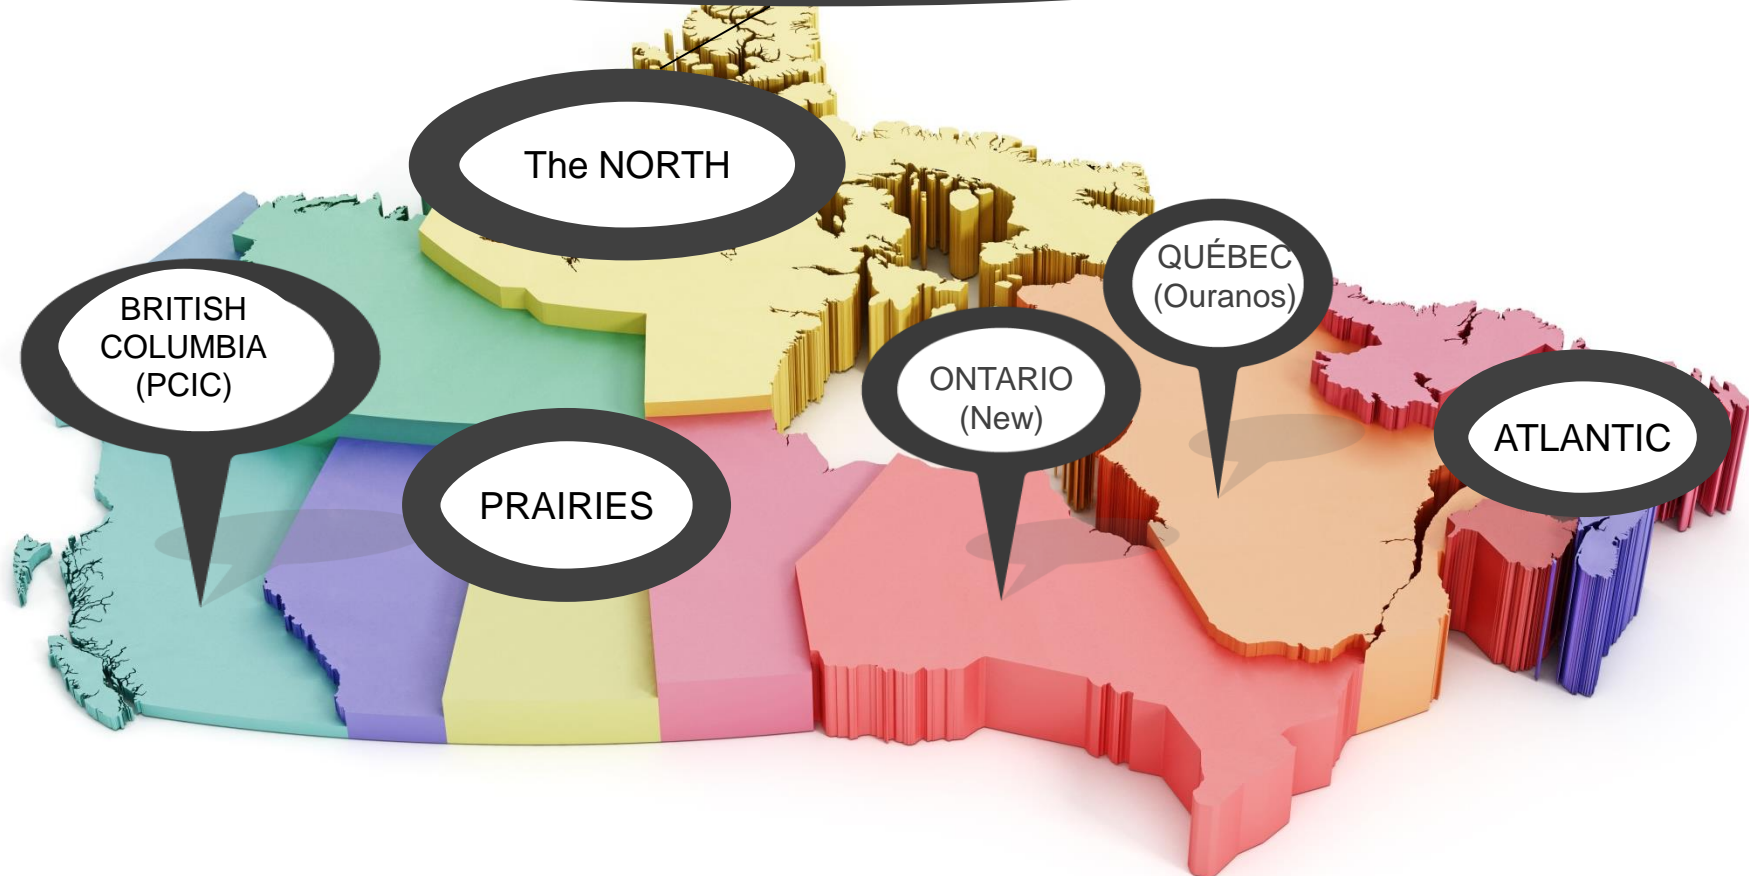 The NORTH
BRITISH
COLUMBIA
(PCIC)
QUÉBEC
(Ouranos)
ONTARIO
(New)
ATLANTIC
PRAIRIES